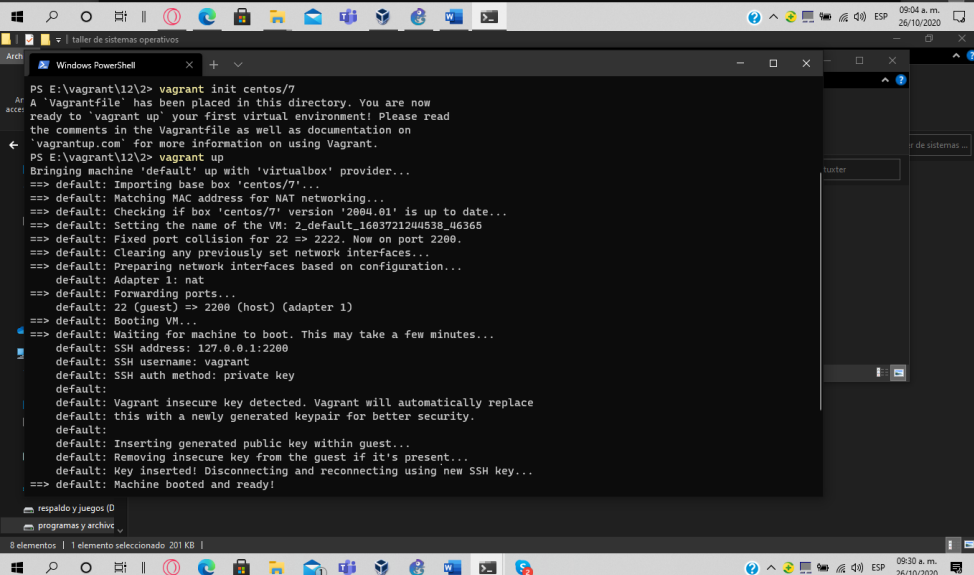 09:04 a. m.
ESP
26/10/2020
taller de sistemas operativos
Arch
Windows PowerShell
PS E:\vagrant\12\2> vagrant init centos/7
A `Vagrantfile` has been placed in this directory. You are now
ready to `vagrant up` your first virtual environment! Please read
the comments in the Vagrantfile as well as documentation on
`vagrantup.com` for more information on using Vagrant.
PS E:\vagrant\12\2> vagrant up
Bringing machine 'default' up with 'virtualbox' provider...
==> default: Importing base box 'centos/7'...
==> default: Matching MAC address for NAT networking...
==> default: Checking if box 'centos/7' version '2004.01' is up to date...
==> default: Setting the name of the VM: 2_default_1603721244538_46365
==> default: Fixed port collision for 22 => 2222. Now on port 2200.
==> default: Clearing any previously set network interfaces...
==> default: Preparing network interfaces based on configuration...
    default: Adapter 1: nat
==> default: Forwarding ports...
    default: 22 (guest) => 2200 (host) (adapter 1)
==> default: Booting VM...
==> default: Waiting for machine to boot. This may take a few minutes...
    default: SSH address: 127.0.0.1:2200
    default: SSH username: vagrant
    default: SSH auth method: private key
    default:
    default: Vagrant insecure key detected. Vagrant will automatically replace
    default: this with a newly generated keypair for better security.
    default:
    default: Inserting generated public key within guest...
    default: Removing insecure key from the guest if it's present...
    default: Key inserted! Disconnecting and reconnecting using new SSH key...
==> default: Machine booted and ready!
Ar
acces
r de sistemas ...
tuxter
respaldo y juegos (D
programas y archivo
8 elementos | 1 elemento seleccionado 201 KB |
09:30 a. m.
ESP
26/10/2020